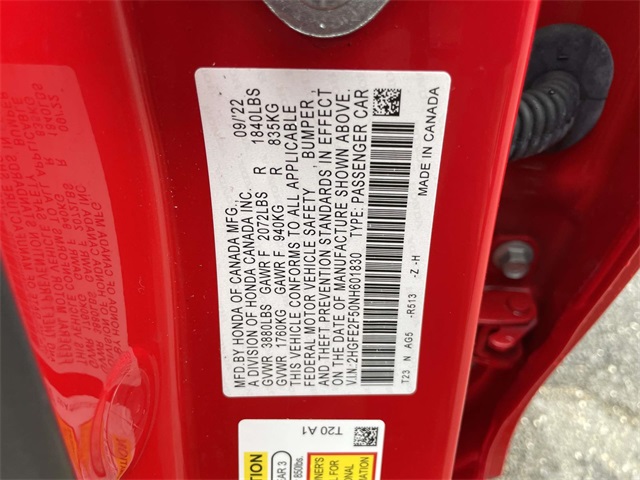 MFD.BY HONDA OF CANADA MFG., 09/'22
A DIVISION OF HONDA CANADA INC.
GVWR 3880LBS GAWR F 2072LBS R 1840LBS
GVWR 1760KG GAWR F 940KG R 835KG
THIS VEHICLE CONFORMS TO ALL APPLICABLE
FEDERAL MOTOR VEHICLE SAFETY BUMPER,
AND THEFT PREVENTION STANDARDS IN EFFECT
ON THE DATE OF MANUFACTURE SHOWN ABOVE.
VIN: 2HGFE2F50NH601830 TYPE: PASSENGER CAR
T23 N AG5 -R513 -Z -H MADE IN CANADA
T20 A1